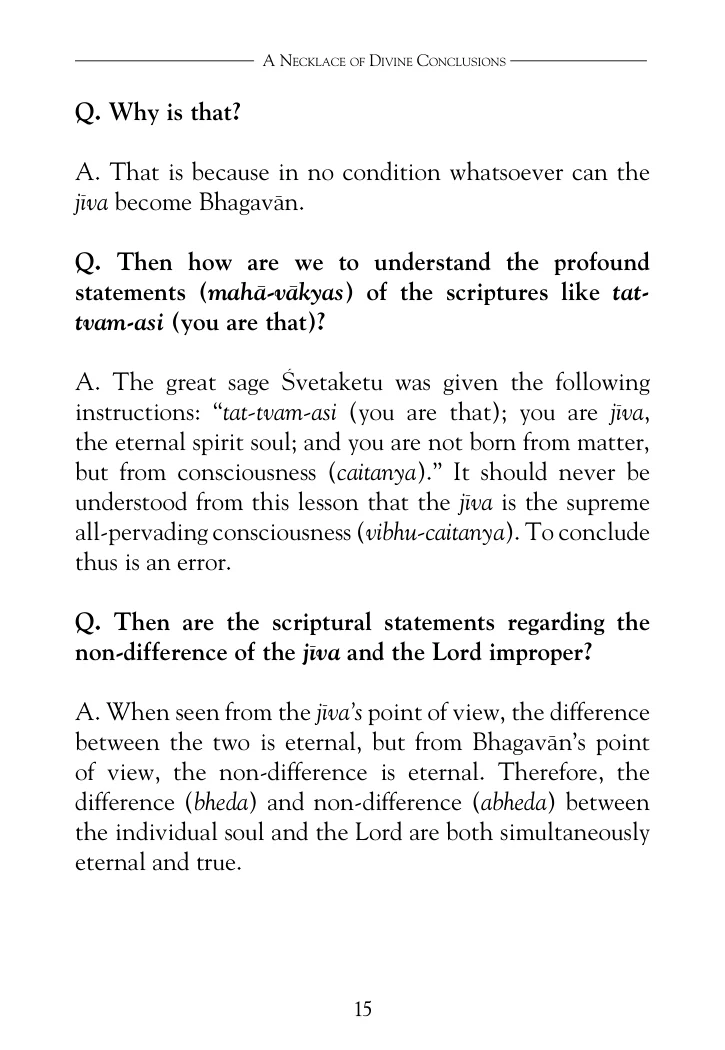 A Necklace of Divine Conclusions
Q. Why is that?
A. That is because in no condition whatsoever can the
jīva become Bhagavān.
Q. Then how are we to understand the profound
statements (mahā-vākyas) of the scriptures like tat-
tvam-asi (you are that)?
A. The great sage Śvetaketu was given the following
instructions: “tat-tvam-asi (you are that); you are jīva,
the eternal spirit soul; and you are not born from matter,
but from consciousness (caitanya).” It should never be
understood from this lesson that the jīva is the supreme
all-pervading consciousness (vibhu-caitanya). To conclude
thus is an error.
Q. Then are the scriptural statements regarding the
non-difference of the jīva and the Lord improper?
A. When seen from the jīva’s point of view, the difference
between the two is eternal, but from Bhagavān’s point
of view, the non-difference is eternal. Therefore, the
difference (bheda) and non-difference (abheda) between
the individual soul and the Lord are both simultaneously
eternal and true.
15